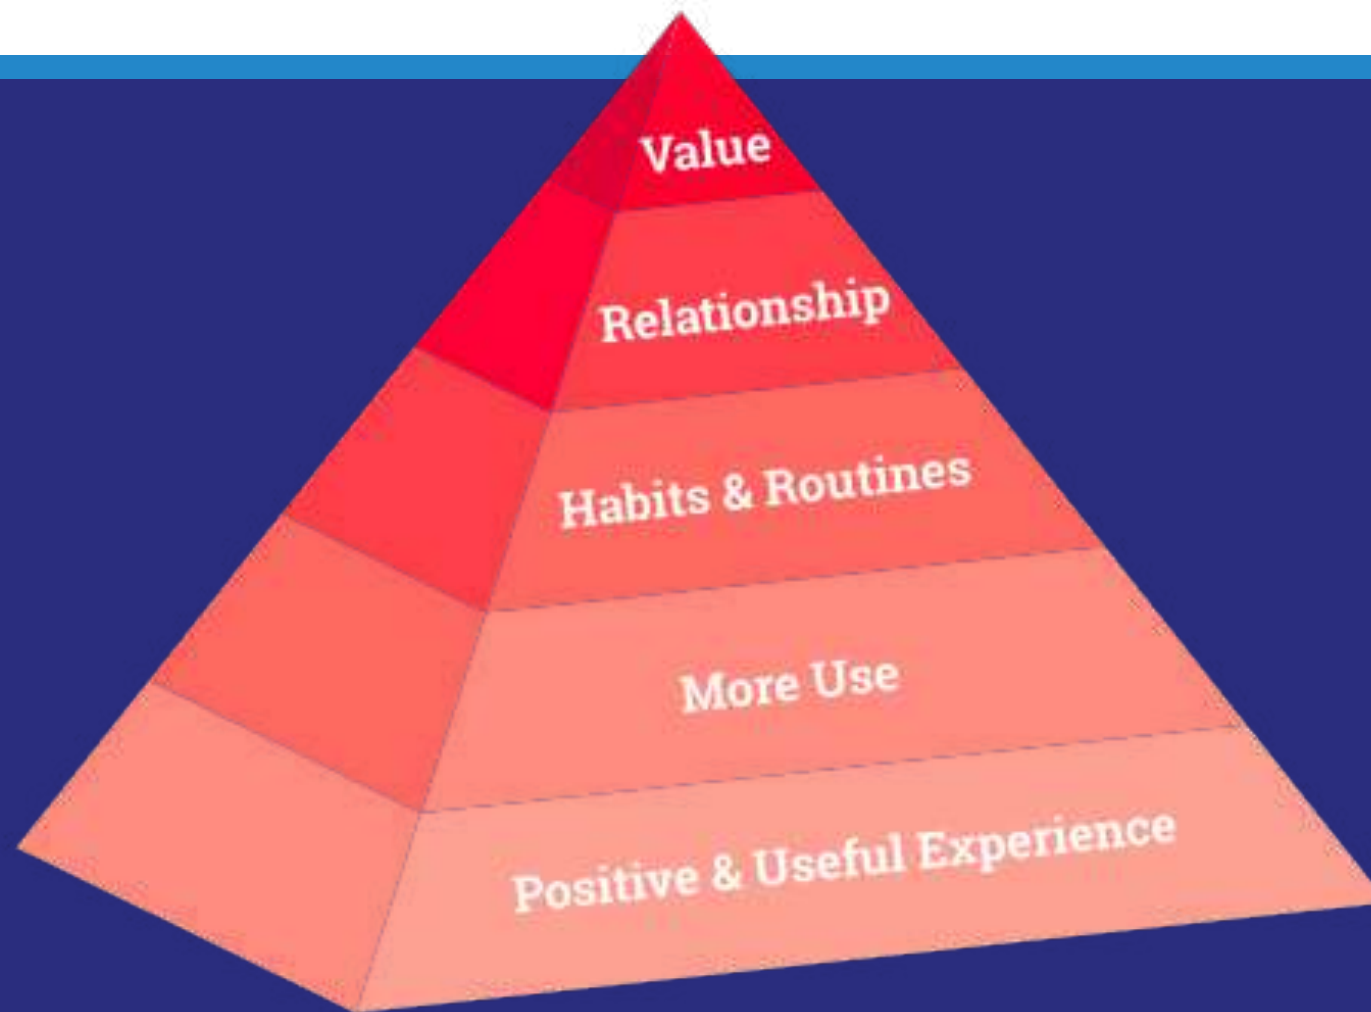 Value
Relationship
Habits & Routines
More Use
Positive & Useful Experience